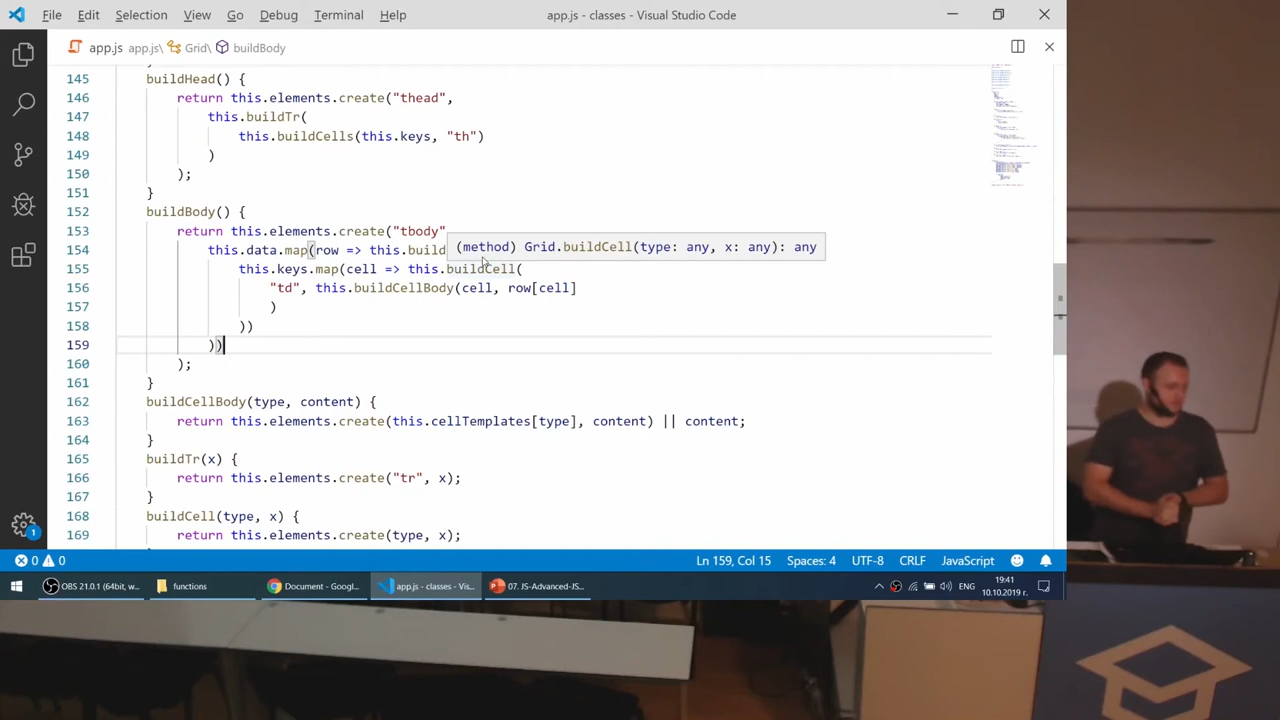 File Edit Selection View Go Debug Terminal Help app.js - classes - Visual Studio Code
app.js app.js\ Grid\ buildBody
145 buildHead() {
146 return this.elements.create("thead",
147 this.buildTr(
148 this.buildCells(this.keys, "th")
149 )
150 );
151 }
152 buildBody() {
153 return this.elements.create("tbody"
(method) Grid.buildCell(type: any, x: any): any
154 this.data.map(row => this.build
155 this.keys.map(cell => this.buildCell(
156 "td", this.buildCellBody(cell, row[cell]
157 )
158 ))
159 ))
160 );
161 }
162 buildCellBody(type, content) {
163 return this.elements.create(this.cellTemplates[type], content) || content;
164 }
165 buildTr(x) {
166 return this.elements.create("tr", x);
167 }
168 buildCell(type, x) {
169 return this.elements.create(type, x);
1
0 0 Ln 159, Col 15 Spaces: 4 UTF-8 CRLF JavaScript
OBS 21.0.1 (64bit, w... functions Document - Googl... app.js - classes - Vis... 07. JS-Advanced-JS... ENG 19:41
10.10.2019 г.